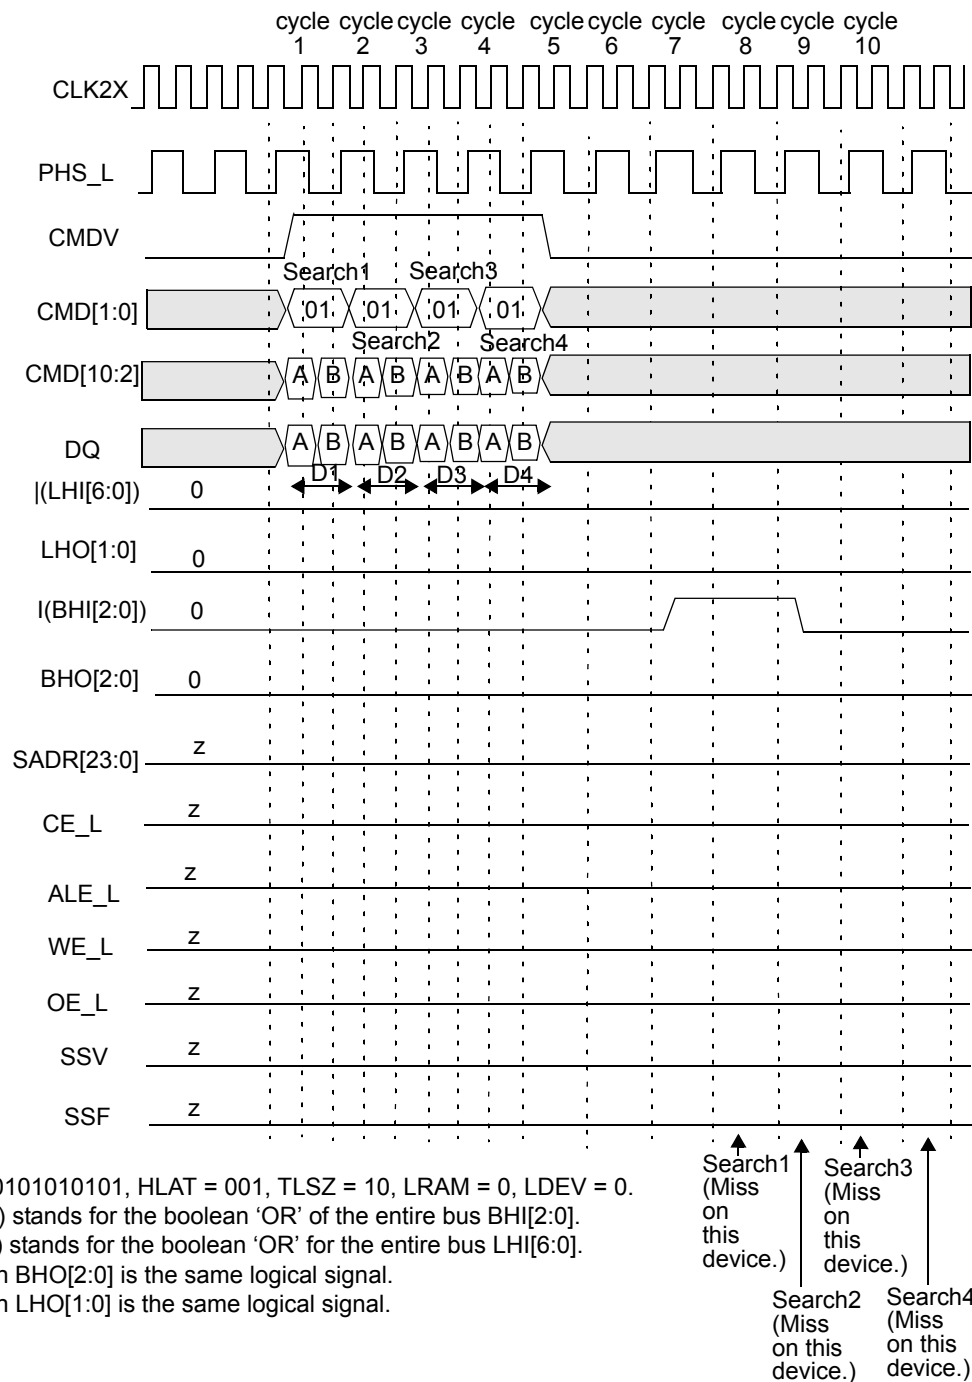 cycle cycle cycle cycle cycle cycle cycle cycle cycle cycle
1 2 3 4 5 6 7 8 9 10
CLK2X
PHS_L
CMDV
Search1 Search3
CMD[1:0] 01 01 01 01
Search2 Search4
CMD[10:2] A B A B A B A B
DQ A B A B A B A B
D1 D2 D3 D4
|(LHI[6:0]) 0
LHO[1:0] 0
I(BHI[2:0]) 0
BHO[2:0] 0
SADR[23:0] z
CE_L z
ALE_L z
WE_L z
OE_L z
SSV z
SSF z
Search1
(Miss
on
this
device.)
Search3
(Miss
on
this
device.)
Search2
(Miss
on this
device.)
Search4
(Miss
on this
device.)
0101010101, HLAT = 001, TLSZ = 10, LRAM = 0, LDEV = 0.
) stands for the boolean ‘OR’ of the entire bus BHI[2:0].
) stands for the boolean ‘OR’ for the entire bus LHI[6:0].
n BHO[2:0] is the same logical signal.
n LHO[1:0] is the same logical signal.